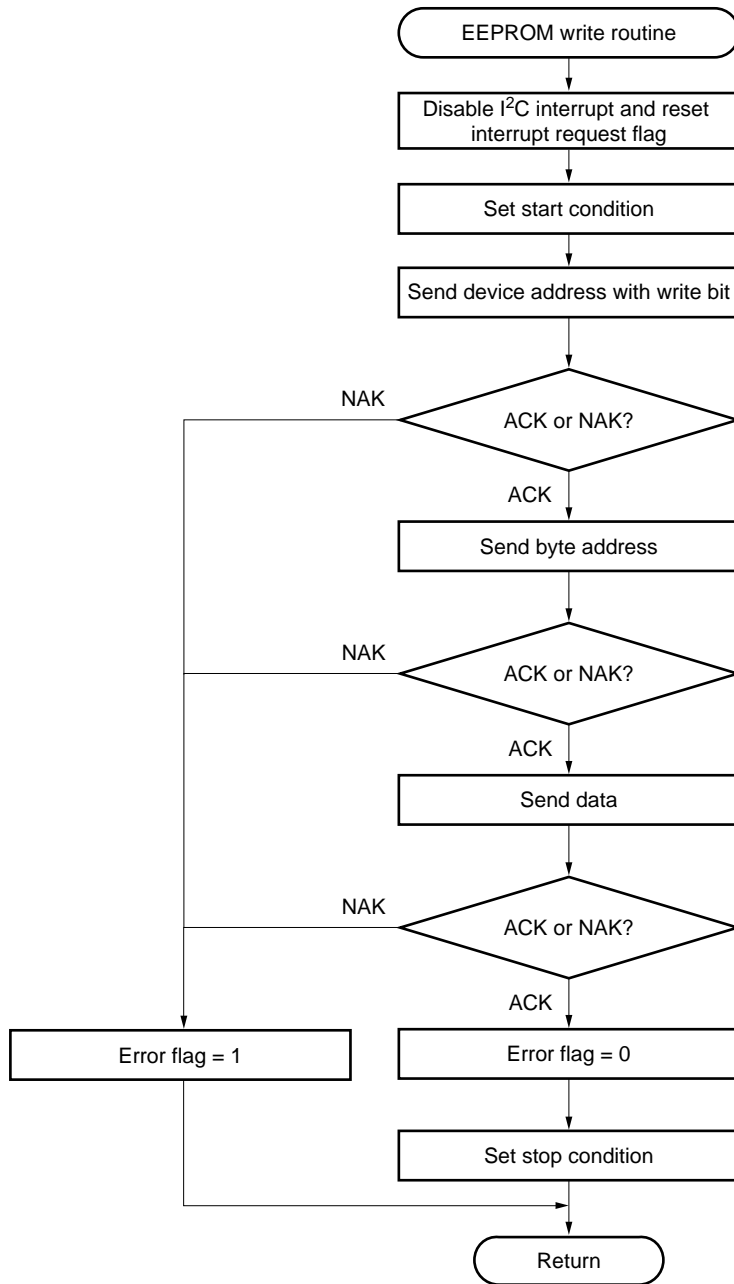 EEPROM write routine
Disable I²C interrupt and reset
interrupt request flag
Set start condition
Send device address with write bit
NAK
ACK or NAK?
ACK
Send byte address
NAK
ACK or NAK?
ACK
Send data
NAK
ACK or NAK?
ACK
Error flag = 1
Error flag = 0
Set stop condition
Return